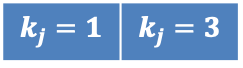 k_j = 1 k_j = 3